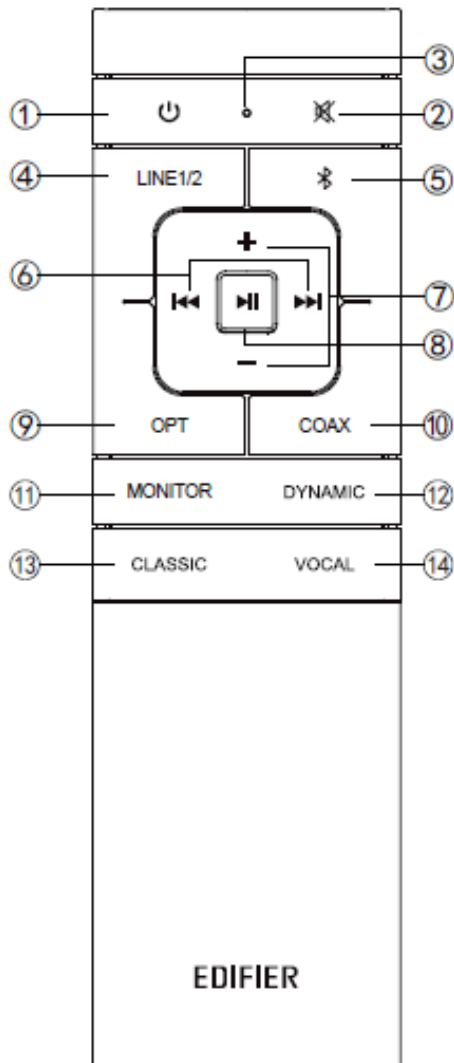 ③
① ②
④ LINE1/2 ⑤
+
⑥ ⑦
⑧
−
⑨ OPT COAX ⑩
⑪ MONITOR DYNAMIC ⑫
⑬ CLASSIC VOCAL ⑭
EDIFIER